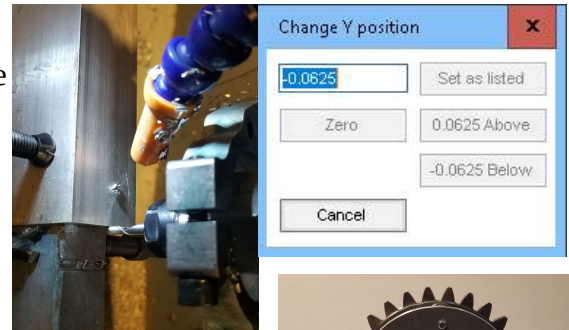 e
Change Y position
x
-0.0625
Set as listed
Zero
0.0625 Above
-0.0625 Below
Cancel